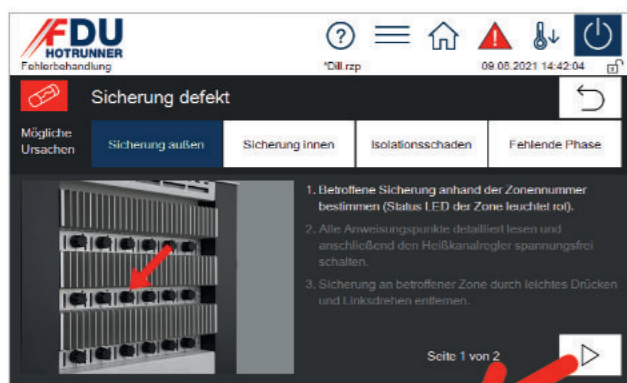 FDU
HOTRUNNER
Fehlerbehandlung
*Dill.rzp
09.08.2021 14:42:04
Sicherung defekt
Mögliche
Ursachen
Sicherung außen
Sicherung innen
Isolationsschaden
Fehlende Phase
1. Betroffene Sicherung anhand der Zonennummer
bestimmen (Status LED der Zone leuchtet rot).
2. Alle Anweisungspunkte detailliert lesen und
anschließend den Heißkanalregler spannungsfrei
schalten.
3. Sicherung an betroffener Zone durch leichtes Drücken
und Linksdrehen entfernen.
Seite 1 von 2